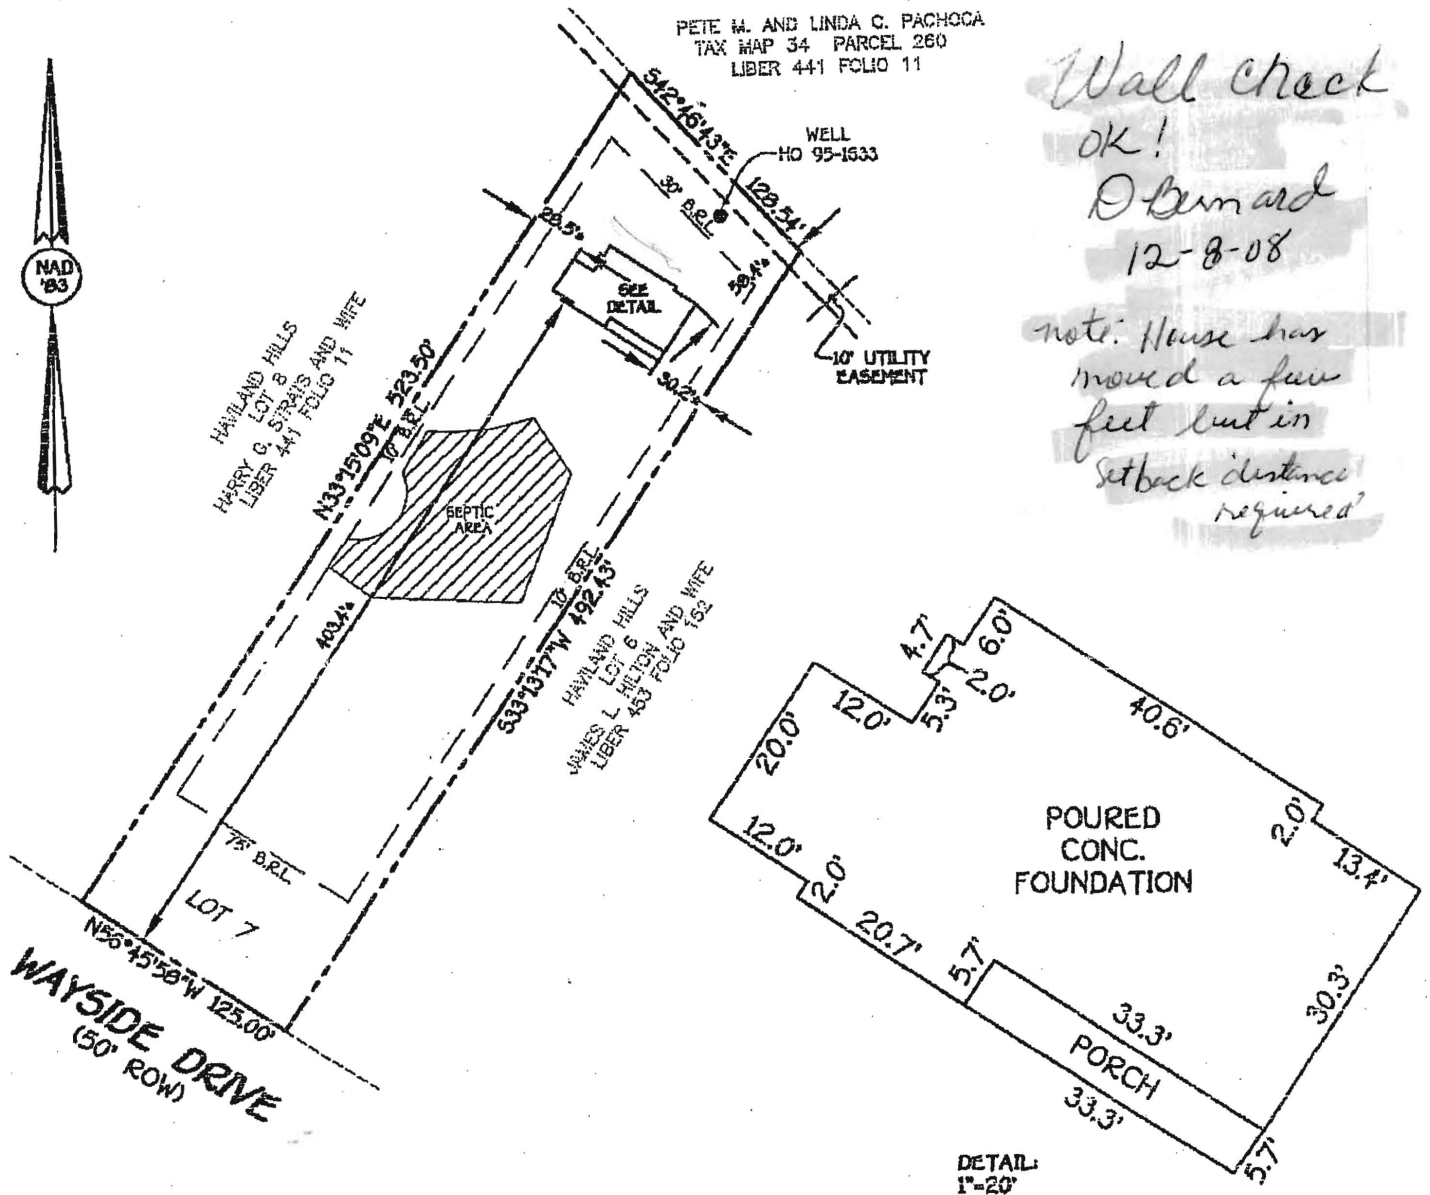 PETE M. AND LINDA C. PACHOCA
TAX MAP 34 PARCEL 260
LIBER 441 FOLIO 11
Wall check
OK!
D Bernard
12-8-08
note: House has
moved a few
feet but in
setback distance
required
NAD
'83
S42°46'43"E 128.54'
WELL
HO 95-1633
30' B.R.L.
28.5'±
58.4'±
SEE
DETAIL
30.2'±
10' UTILITY
EASEMENT
HAVILAND HILLS
LOT 8
HARRY G. STRAIS AND WIFE
LIBER 441 FOLIO 11
N33°15'09"E 523.50'
10' B.R.L.
SEPTIC
AREA
403.4'±
10' B.R.L.
S33°13'17"W 492.43'
HAVILAND HILLS
LOT 6
JAMES L. HILTON AND WIFE
LIBER 453 FOLIO 152
75' B.R.L.
LOT 7
N56°45'58"W 125.00'
WAYSIDE DRIVE
(50' ROW)
4.7'
6.0'
2.0'
12.0'
5.3'
40.6'
20.0'
2.0'
13.4'
POURED
CONC.
FOUNDATION
12.0'
2.0'
20.7'
5.7'
33.3'
30.3'
PORCH
33.3'
5.7'
DETAIL:
1"=20'